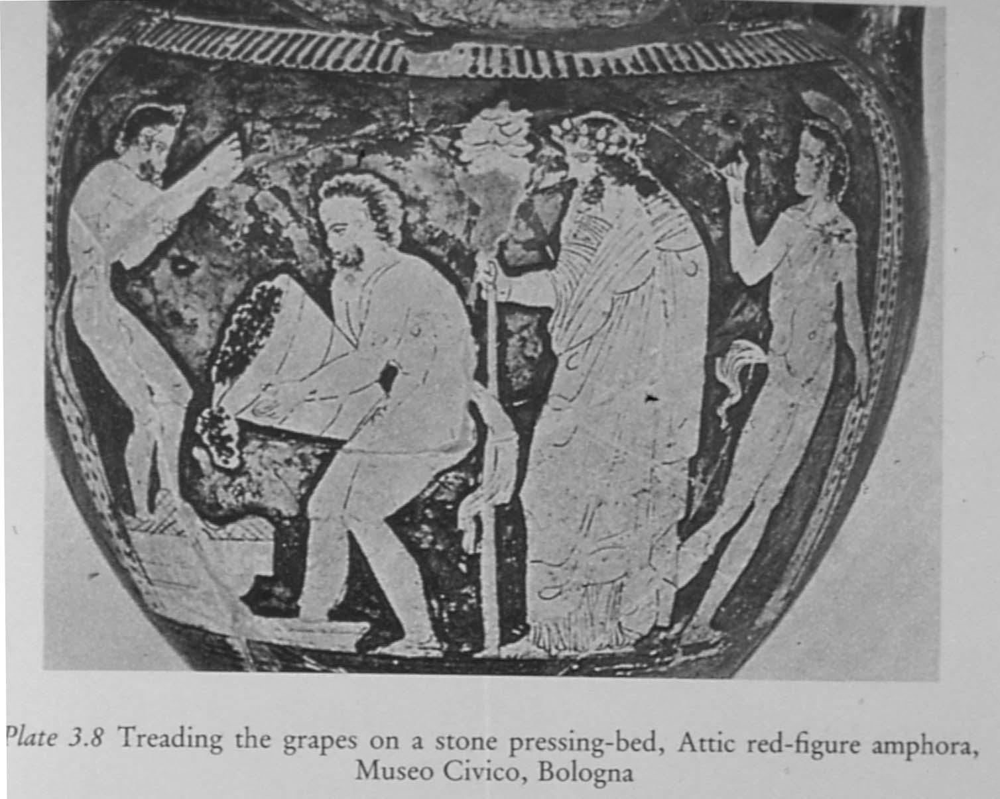 Plate 3.8 Treading the grapes on a stone pressing-bed, Attic red-figure amphora,
Museo Civico, Bologna